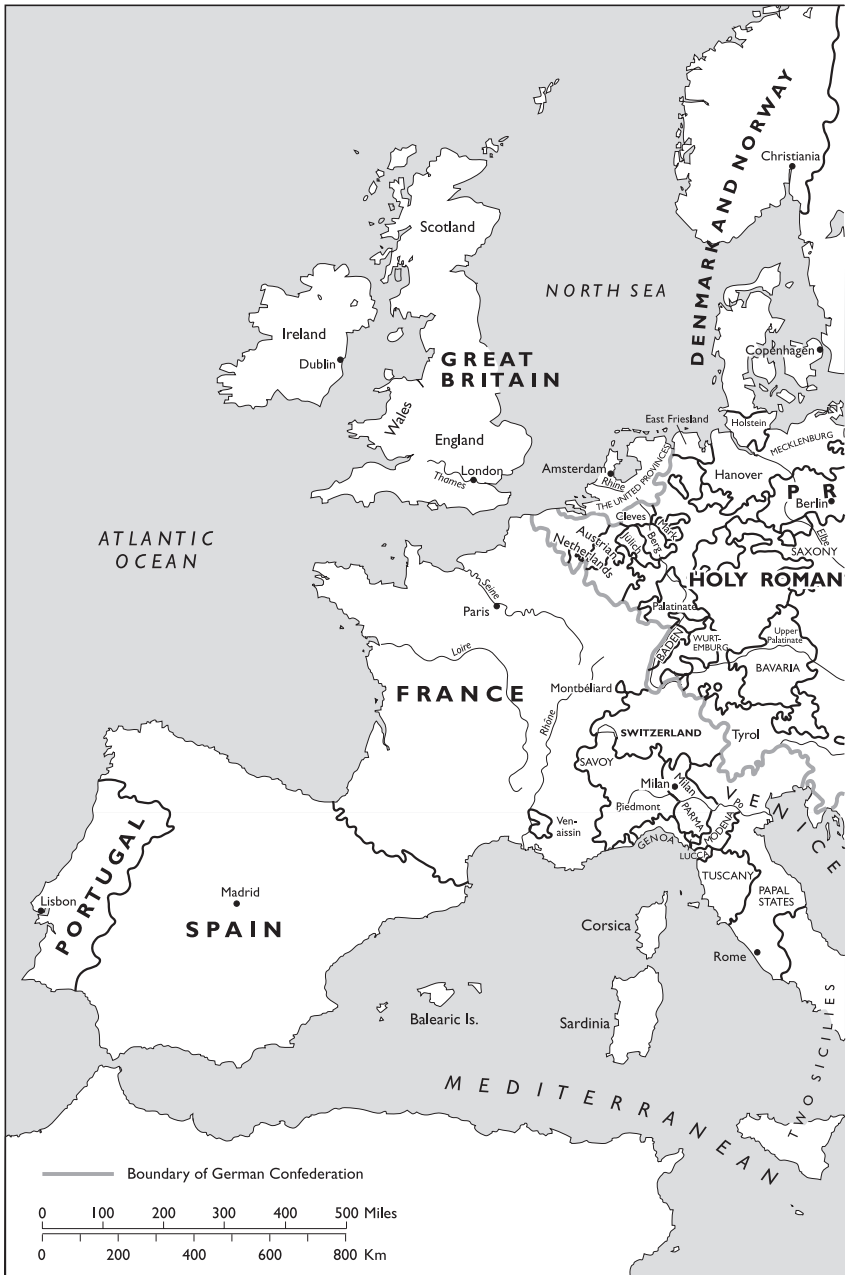 DENMARK AND NORWAY
Christiania
Scotland
NORTH SEA
Ireland
Dublin
GREAT
BRITAIN
Copenhagen
Wales
England
Thames
London
East Friesland
Holstein
MECKLENBURG
Amsterdam
Rhine
THE UNITED PROVINCES
Hanover
P R
Berlin
Elbe
ATLANTIC
OCEAN
Cleves
Mark
Berg
Jülich
Austrian
Netherlands
SAXONY
HOLY ROMAN
Seine
Paris
Palatinate
Loire
BADEN
WURT-
EMBURG
Upper
Palatinate
BAVARIA
FRANCE
Montbéliard
Rhône
SWITZERLAND
Tyrol
SAVOY
Milan
Milan
VENICE
Po
Piedmont
PARMA
MODENA
Ven-
aissin
GENOA
LUCCA
PORTUGAL
Lisbon
Madrid
SPAIN
TUSCANY
PAPAL
STATES
Corsica
Rome
Balearic Is.
Sardinia
TWO SICILIES
MEDITERRANEAN
Boundary of German Confederation
0 100 200 300 400 500 Miles
0 200 400 600 800 Km